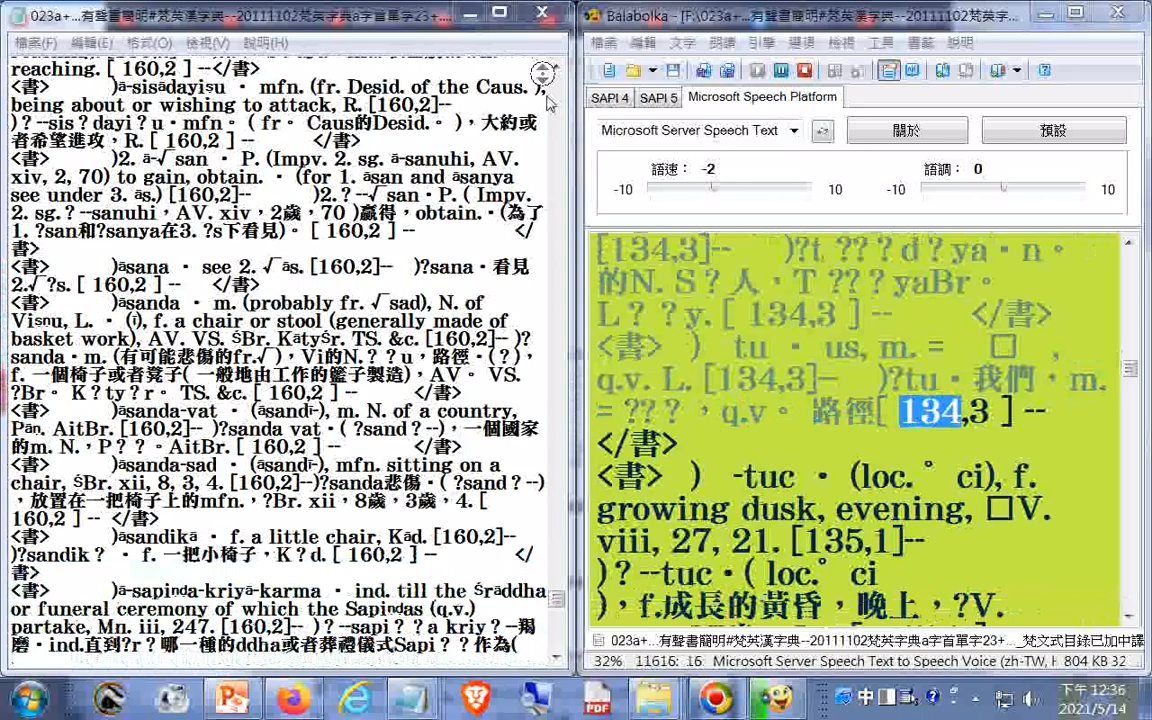 023a+...有聲書簡明#梵英漢字典--20111102梵英字典a字首單字23+...
檔案(F) 編輯(E) 格式(O) 檢視(V) 說明(H)
reaching. [ 160,2 ] --</書>
<書> )ā-sisādayiṣu · mfn. (fr. Desid. of the Caus. ),
being about or wishing to attack, R. [160,2]--
)? --sis ? dayi ? u · mfn。 ( fr。 Caus的Desid.。 )，大約或
者希望進攻，R. [ 160,2 ] -- </書>
<書> )2. ā-√san · P. (Impv. 2. sg. ā-sanuhi, AV.
xiv, 2, 70) to gain, obtain. · (for 1. āsan and āsanya
see under 3. ās.) [160,2]-- )2.? --√san · P. ( Impv.
2. sg. ? --sanuhi，AV. xiv，2歲，70 )贏得，obtain.·(為了
1. ?san和?sanya在3. ?s下看見)。 [ 160,2 ] -- </
書>
<書> )āsana · see 2. √ās. [160,2]-- )?sana · 看見
2.√?s. [ 160,2 ] -- </書>
<書> )āsanda · m. (probably fr. √sad), N. of
Viṣṇu, L. · (ī), f. a chair or stool (generally made of
basket work), AV. VS. ŚBr. KātyŚr. TS. &c. [160,2]-- )?
sanda · m. (有可能悲傷的fr.√)，Vi的N. ? ? u，路徑 · ( ? )，
f. 一個椅子或者凳子( 一般地由工作的籃子製造)，AV。 VS.
?Br。 K ? ty ? r。 TS. &c. [ 160,2 ] -- </書>
<書> )āsanda-vat · (āsandī-), m. N. of a country,
Pāṇ. AitBr. [160,2]-- )?sanda vat · ( ?sand ? --)，一個國家
的m. N.，P ? ?。AitBr. [ 160,2 ] -- </書>
<書> )āsanda-sad · (āsandī-), mfn. sitting on a
chair, ŚBr. xii, 8, 3, 4. [160,2]-- )?sanda悲傷 · ( ?sand ? --)
，放置在一把椅子上的mfn.，?Br. xii，8歲，3歲，4. [
160,2 ] -- </書>
<書> )āsandikā · f. a little chair, Kād. [160,2]--
)?sandik ? · f. 一把小椅子，K ? d. [ 160,2 ] -- </
書>
<書> )ā-sapiṇḍa-kriyā-karma · ind. till the Śrāddha
or funeral ceremony of which the Sapiṇḍas (q.v.)
partake, Mn. iii, 247. [160,2]-- )? --sapi ? ? a kriy ? --羯
磨 · ind.直到?r ? 哪一種的ddha或者葬禮儀式Sapi ? ? 作為(
Balabolka - [F:\023a+...有聲書簡明#梵英漢字典--20111102梵英字...
檔案 編輯 文字 朗讀 引擎 選項 檢視 工具 書籤 說明
SAPI 4 SAPI 5 Microsoft Speech Platform
Microsoft Server Speech Text 關於 預設
語速： -2 語調： 0
-10 10 -10 10
[134,3]-- )?t ?? ? d ? ya · n。
的N. S ? 人，T ?? ? yaBr。
L ? ? y. [ 134,3 ] -- </書>
<書> ) tu · us, m. = □ ,
q.v. L. [134,3]-- )?tu · 我們，m.
= ?? ?，q.v。 路徑[ 134,3 ] --
</書>
<書> ) -tuc · (loc.° ci), f.
growing dusk, evening, □V.
viii, 27, 21. [135,1]--
)? --tuc · ( loc.° ci
)，f.成長的黃昏，晚上，?V.
023a+...有聲書簡明#梵英漢字典--20111102梵英字典a字首單字23+..._梵文式目錄已加中譯
32% 11616: 16: Microsoft Server Speech Text to Speech Voice (zh-TW, H 804 KB 32
PDF
中
下午 12:36
2021/5/14